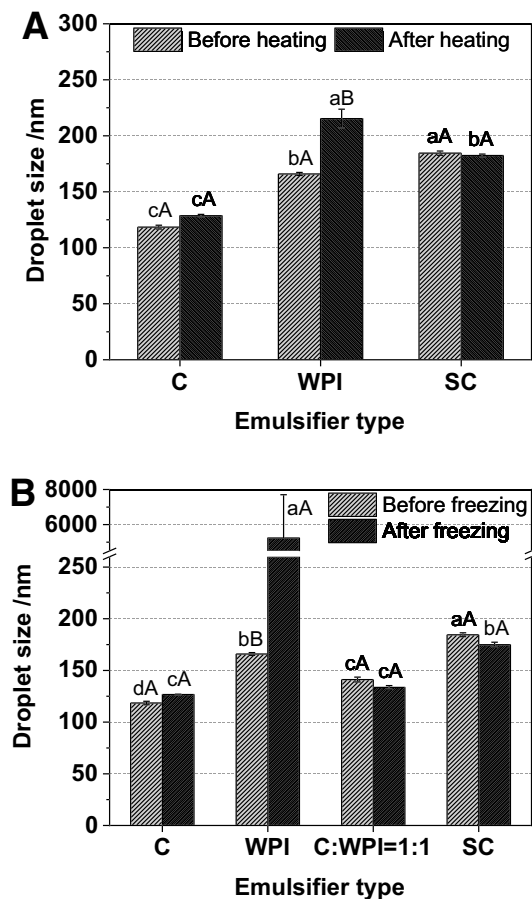 A
300
Before heating After heating
250
aB
200
aA bA
bA
150
cA cA
100
50
0
C WPI SC
Droplet size /nm
Emulsifier type
B
8000
Before freezing
aA
6000
After freezing
250
200
aA
bB bA
150
cA cA
dA cA
100
50
0
C WPI C:WPI=1:1 SC
Droplet size /nm
Emulsifier type